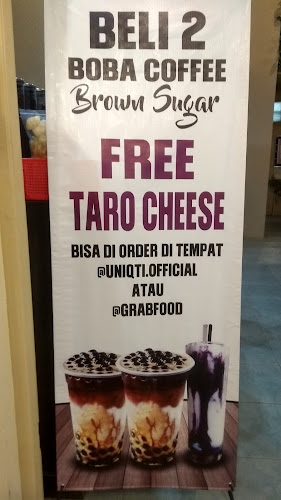 BELI 2
BOBA COFFEE
Brown Sugar
FREE
TARO CHEESE
BISA DI ORDER DI TEMPAT
@UNIQTI.OFFICIAL
ATAU
@GRABFOOD